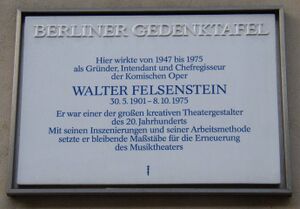 BERLINER GEDENKTAFEL
Hier wirkte von 1947 bis 1975
als Gründer, Intendant und Chefregisseur
der Komischen Oper
WALTER FELSENSTEIN
30. 5. 1901 – 8. 10. 1975
Er war einer der großen kreativen Theatergestalter
des 20. Jahrhunderts
Mit seinen Inszenierungen und seiner Arbeitsmethode
setzte er bleibende Maßstäbe für die Erneuerung
des Musiktheaters